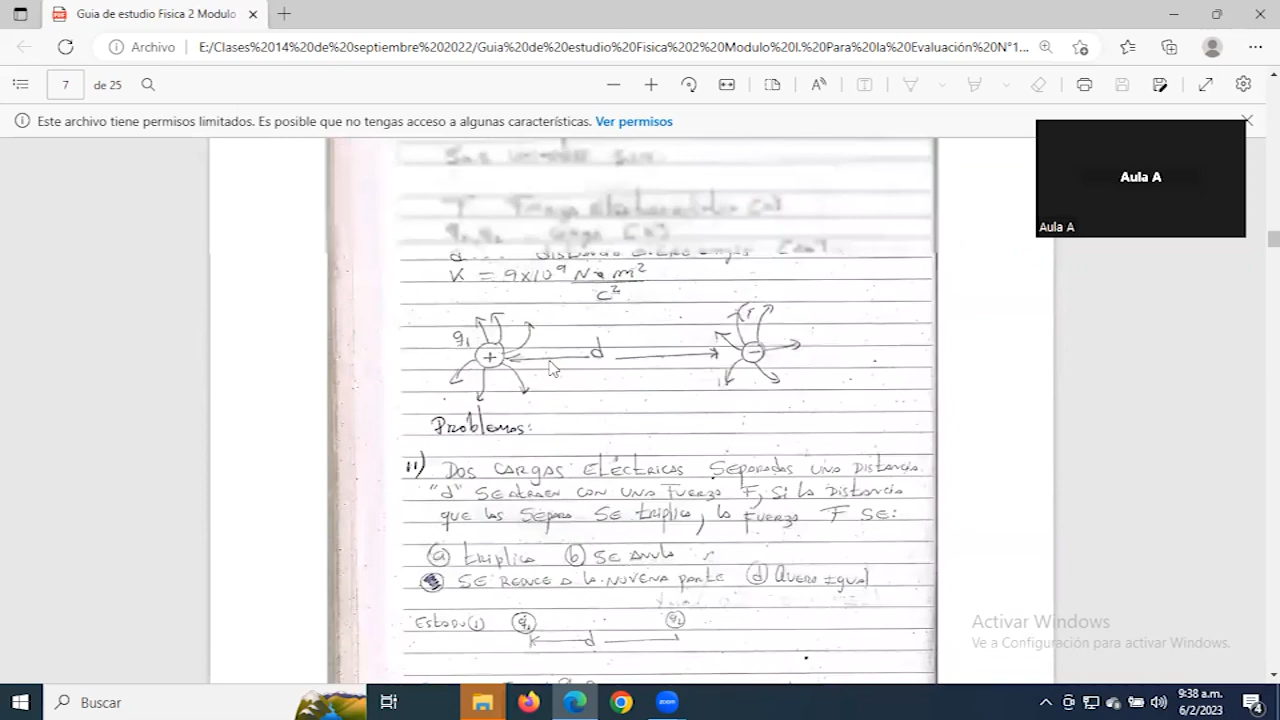 Guia de estudio Fisica 2 Modulo
Archivo
E:/Clases%2014%20de%20septiembre%202022/Guia%20de%20estudio%20Fisica%202%20Modulo%20I.%20Para%20la%20Evaluación%20N°1...
7
de 25
Este archivo tiene permisos limitados. Es posible que no tengas acceso a algunas características. Ver permisos
Aula A
Aula A
K = 9x10⁹ N x m²
C²
q1
+
d
-
Problemas:
11) Dos CARGAS Eléctricas Separadas una Distancia
"d" se atraen con una Fuerza F, si la distancia
que las separa se triplica, la fuerza F se:
a triplica b se anula
se reduce a la novena parte d Queda igual
Estado (1) q1 q2
d
Activar Windows
Ve a Configuración para activar Windows.
Buscar
zoom
9:38 a.m.
6/2/2023
4